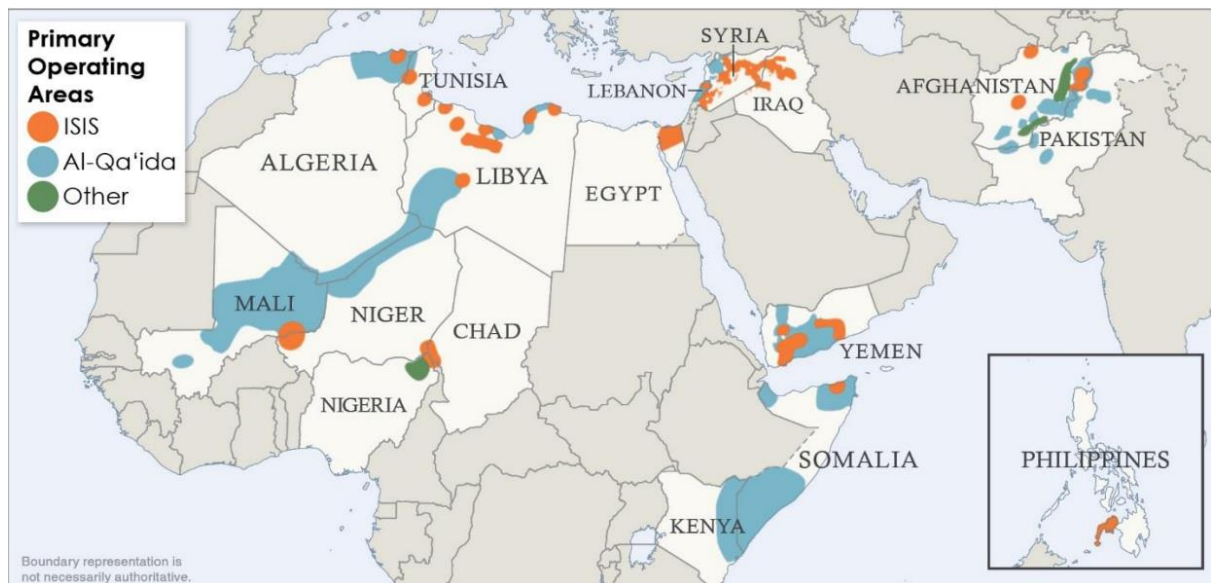 Primary
Operating
Areas
ISIS
Al-Qa‘ida
Other
SYRIA
TUNISIA
LEBANON
IRAQ
AFGHANISTAN
PAKISTAN
ALGERIA
LIBYA
EGYPT
MALI
NIGER
CHAD
YEMEN
NIGERIA
SOMALIA
PHILIPPINES
KENYA
Boundary representation is
not necessarily authoritative.